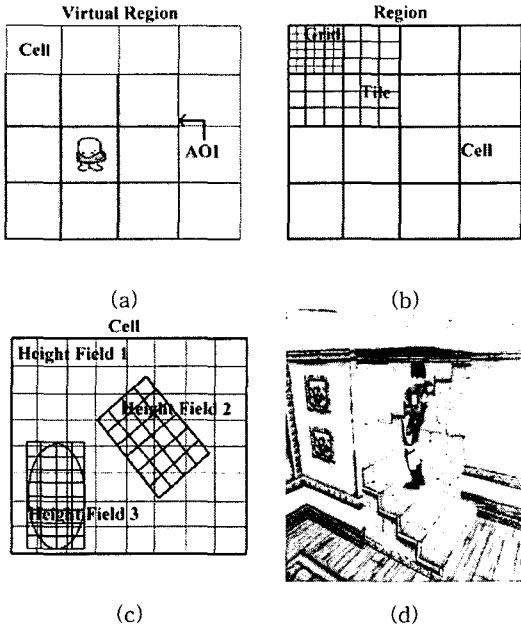 Virtual Region
Cell
AOI
(a)
Region
Grid
Tile
Cell
(b)
Cell
Height Field 1
Height Field 2
Height Field 3
(c)
(d)